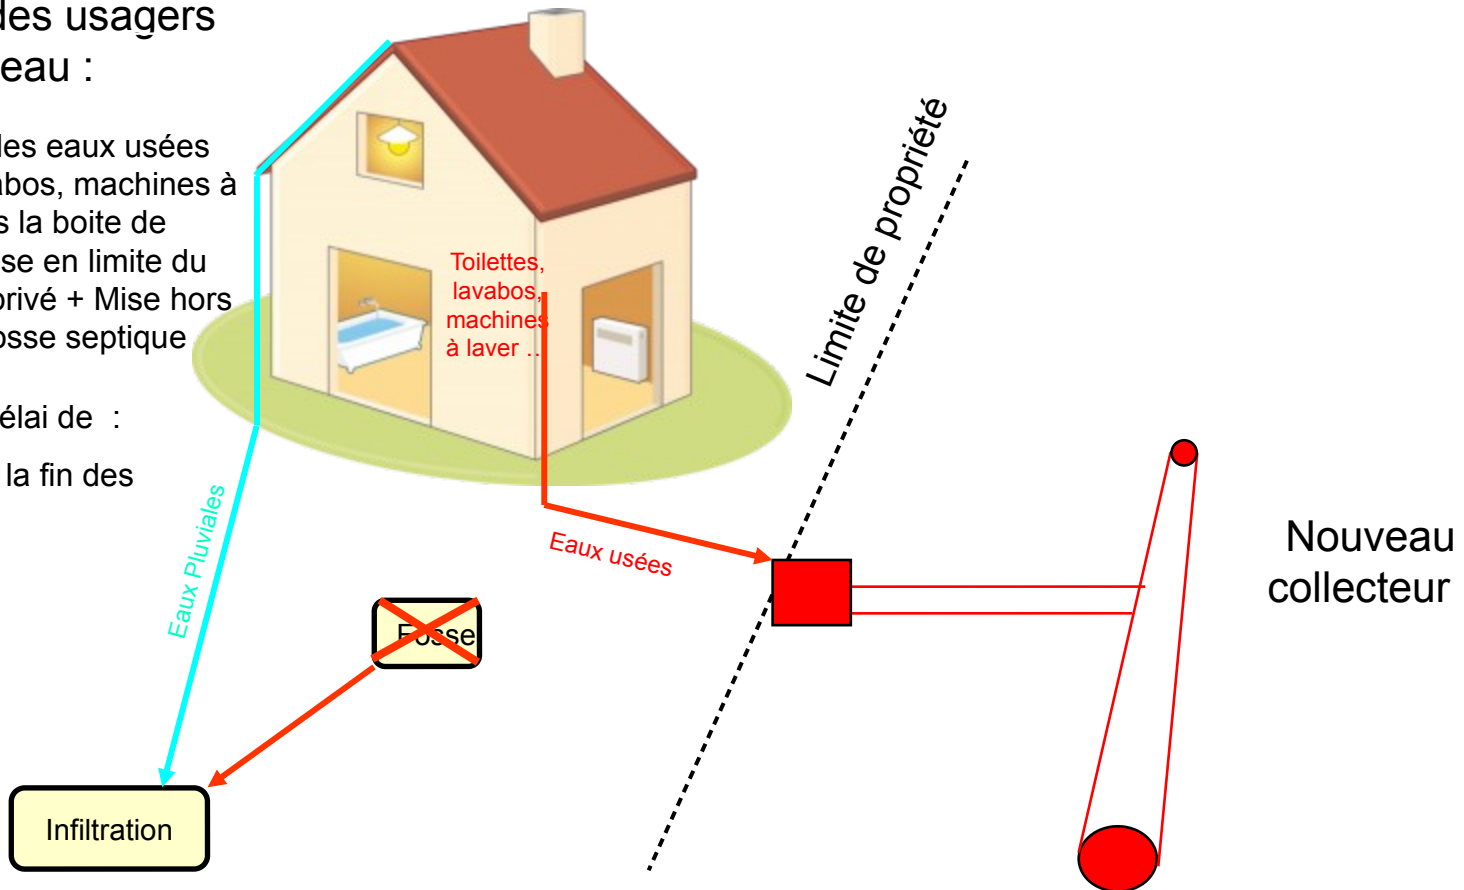 des usagers
eau :
les eaux usées
abos, machines à
s la boite de
se en limite du
privé + Mise hors
osse septique
élai de :
la fin des
Toilettes,
lavabos,
machines
à laver ...
Limite de propriété
Eaux Pluviales
Eaux usées
Fosse
Infiltration
Nouveau
collecteur